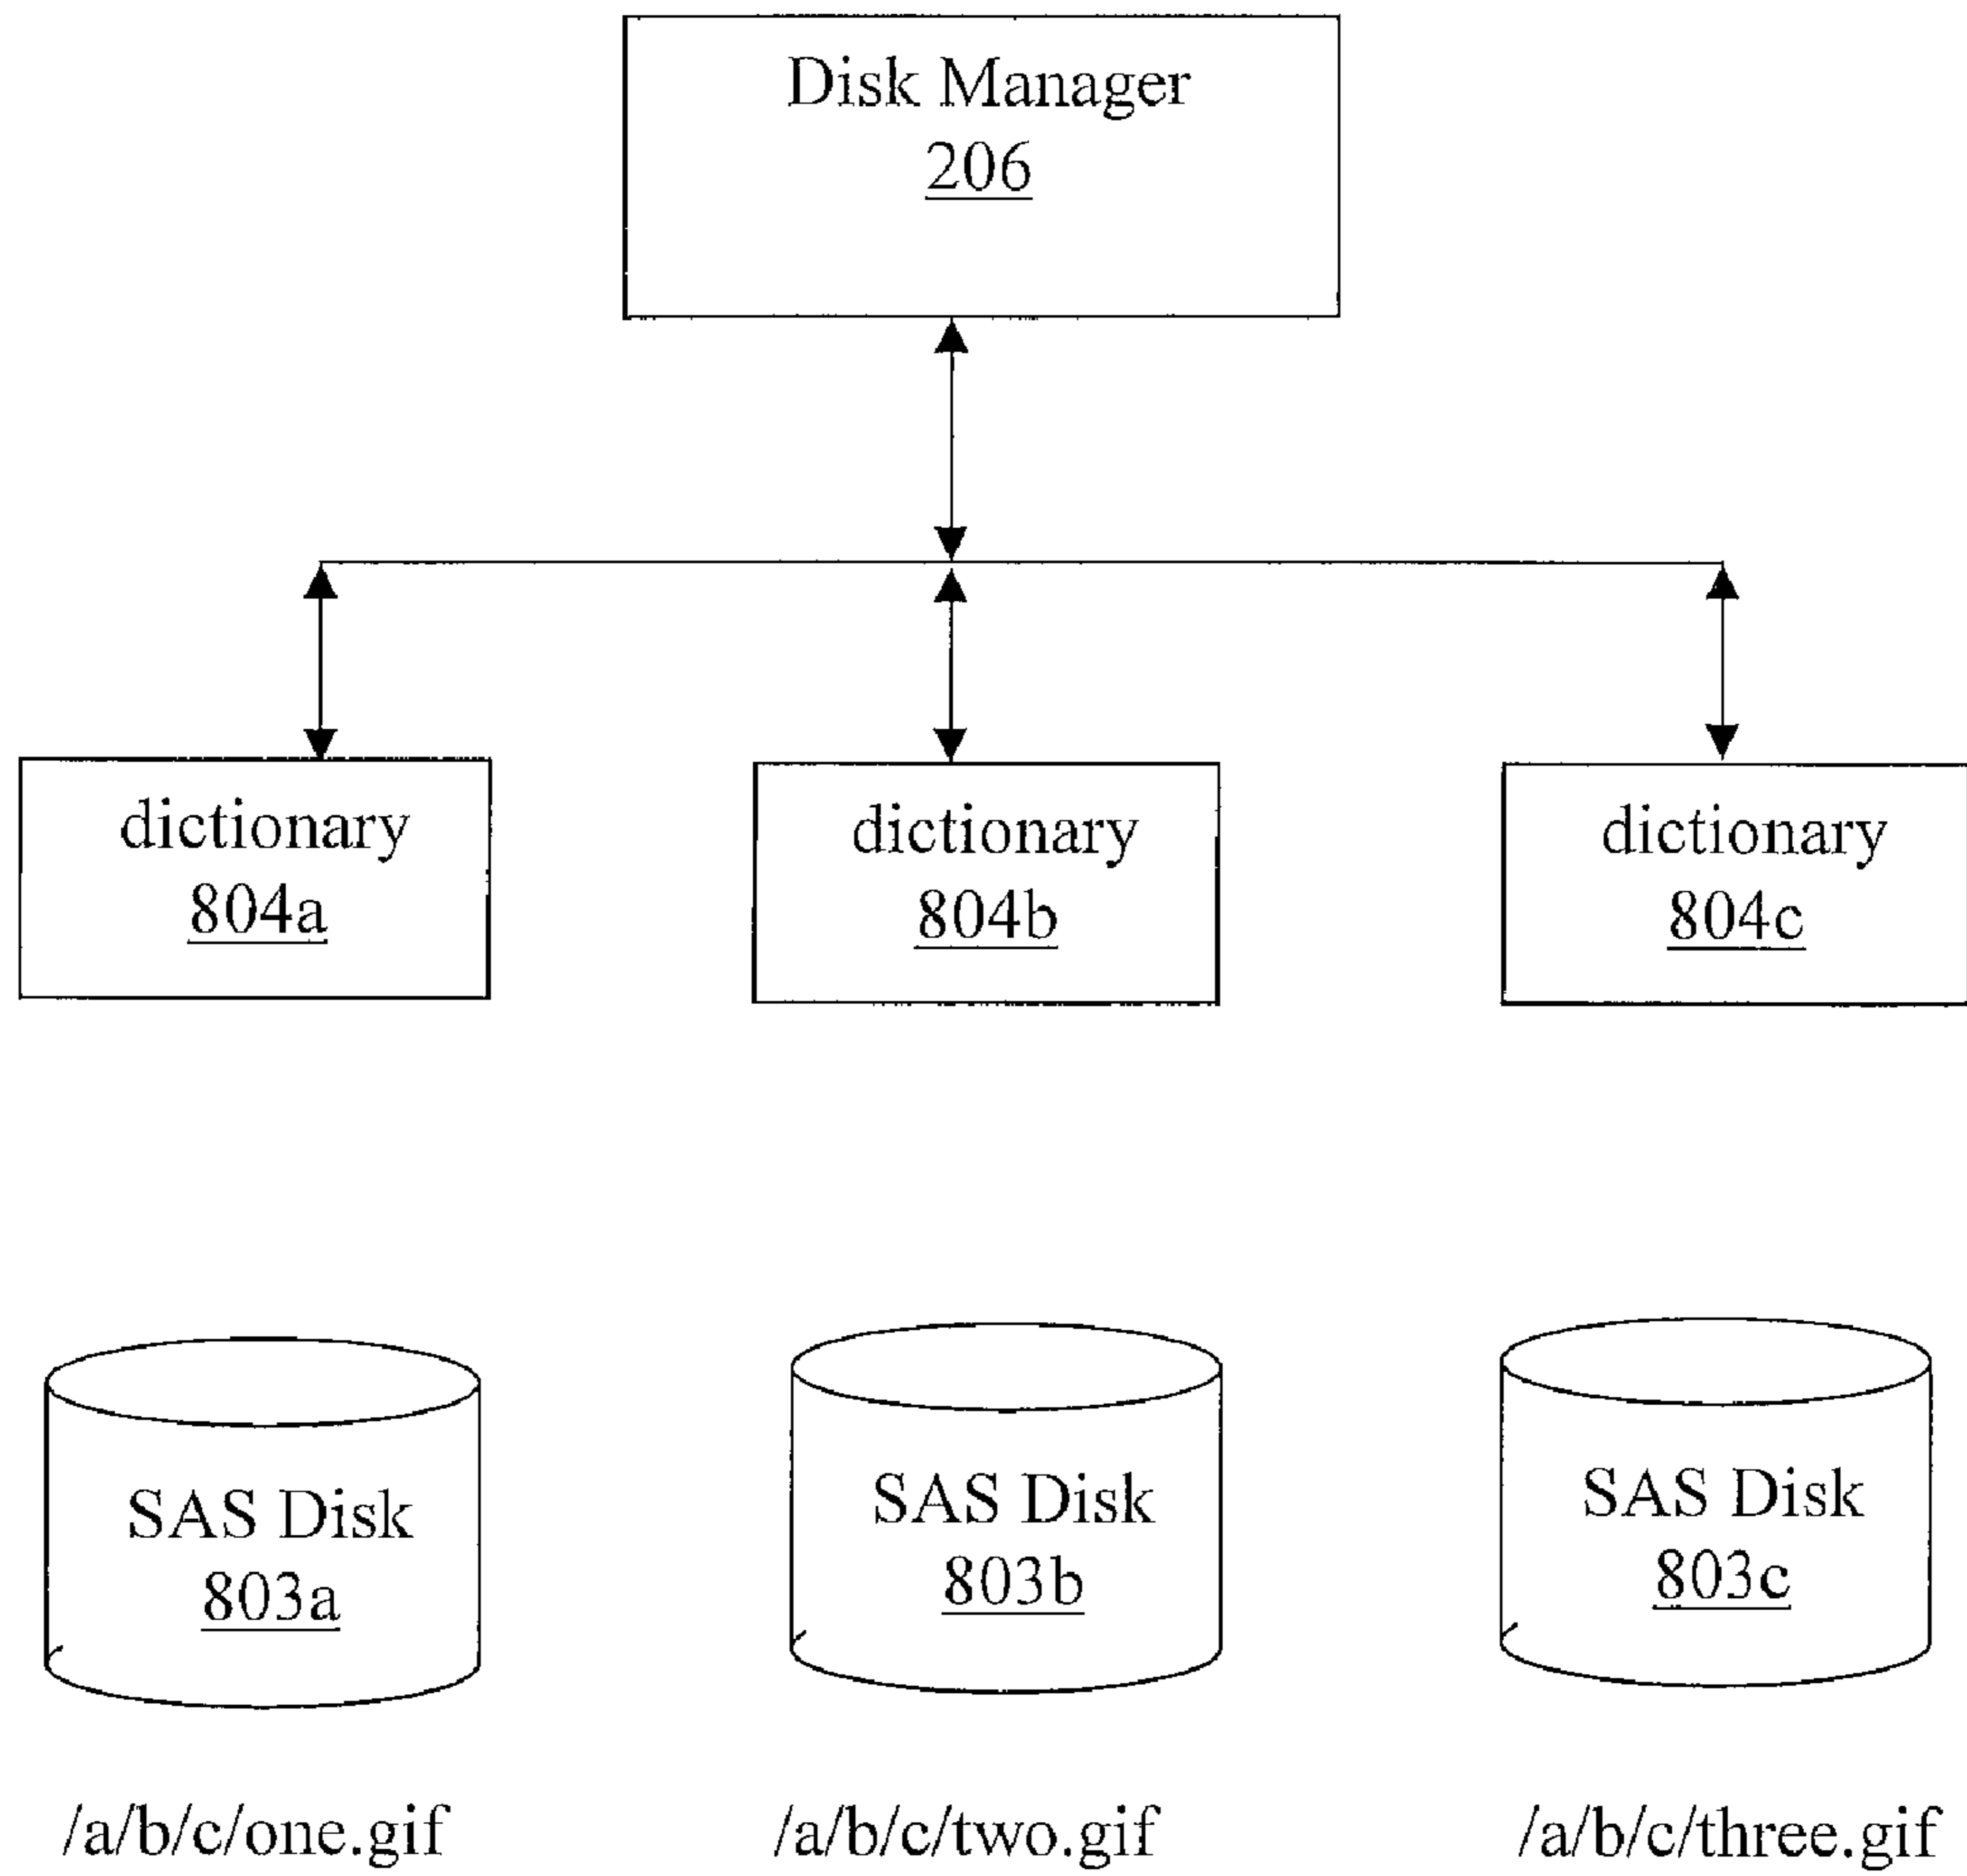 Disk Manager
206
dictionary
804a
dictionary
804b
dictionary
804c
SAS Disk
803a
SAS Disk
803b
SAS Disk
803c
/a/b/c/one.gif
/a/b/c/two.gif
/a/b/c/three.gif